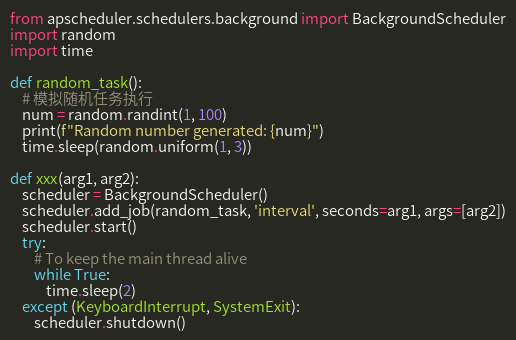 from apscheduler.schedulers.background import BackgroundScheduler
import random
import time

def random_task():
    # 模拟随机任务执行
    num = random.randint(1, 100)
    print(f"Random number generated: {num}")
    time.sleep(random.uniform(1, 3))

def xxx(arg1, arg2):
    scheduler = BackgroundScheduler()
    scheduler.add_job(random_task, 'interval', seconds=arg1, args=[arg2])
    scheduler.start()
    try:
        # To keep the main thread alive
        while True:
            time.sleep(2)
    except (KeyboardInterrupt, SystemExit):
        scheduler.shutdown()